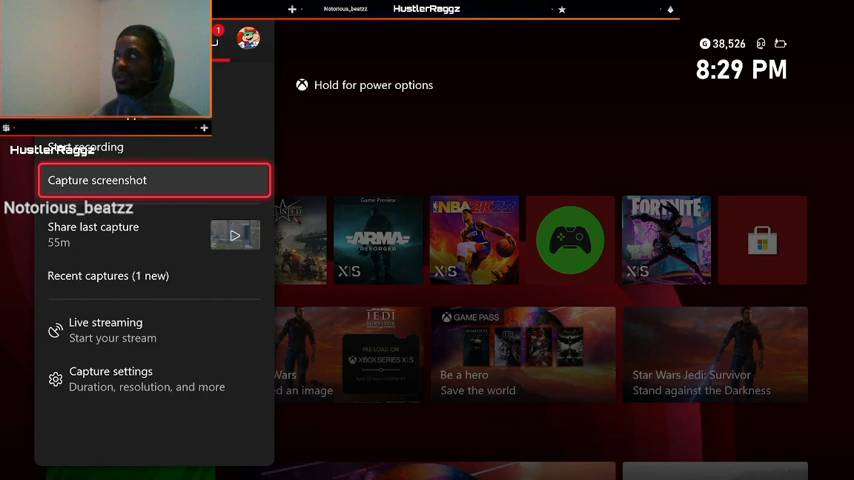 Notorious_beatzz
HustlerRaggz
1
38,526
8:29 PM
Hold for power options
Start recording
HustlerRaggz
Capture screenshot
Notorious_beatzz
Share last capture
55m
Recent captures (1 new)
Live streaming
Start your stream
Capture settings
Duration, resolution, and more
Game Preview
ARMA
REFORGER
X|S
NBA 2K23
X|S
FORTNITE
X|S
JEDI
SURVIVOR
PRE-LOAD ON
XBOX SERIES X|S
Wars
ed an image
GAME PASS
Be a hero
Save the world
Star Wars Jedi: Survivor
Stand against the Darkness